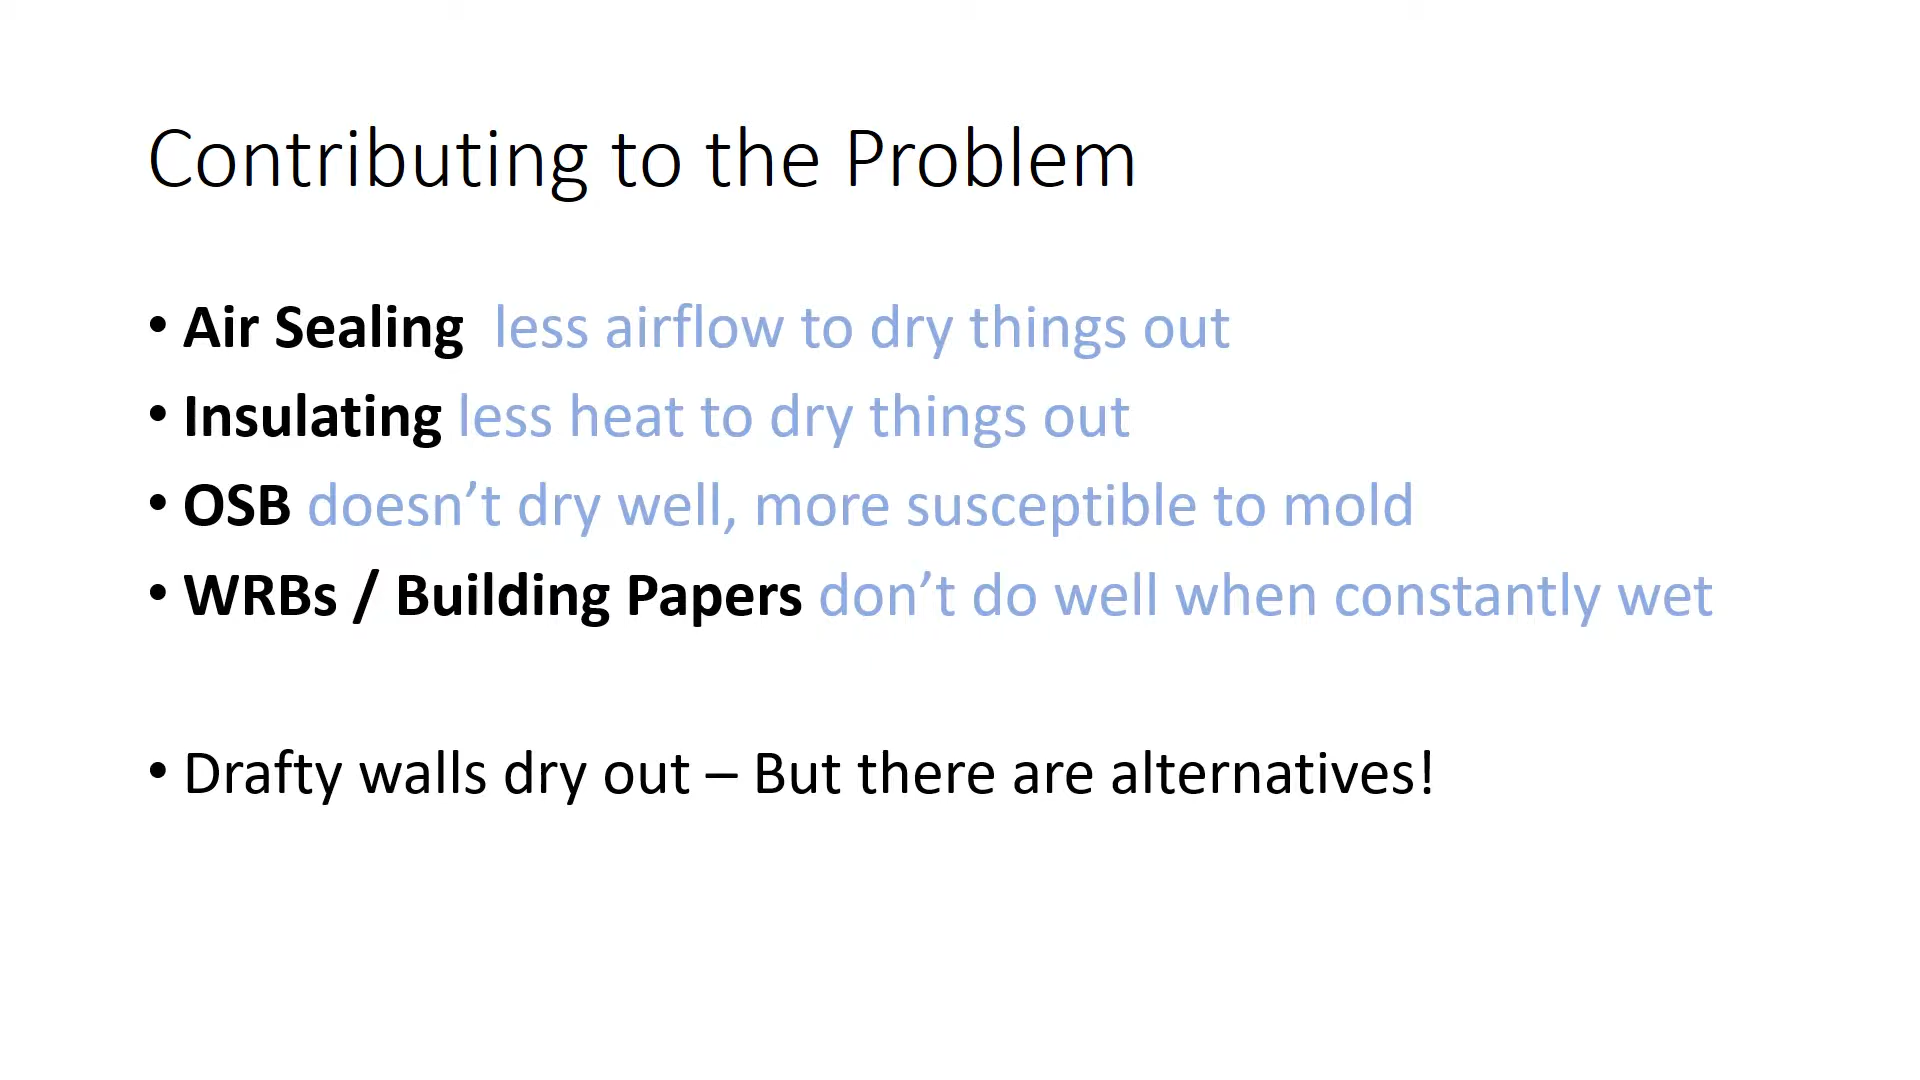 Contributing to the Problem
• Air Sealing  less airflow to dry things out
• Insulating less heat to dry things out
• OSB doesn’t dry well, more susceptible to mold
• WRBs / Building Papers don’t do well when constantly wet
• Drafty walls dry out – But there are alternatives!